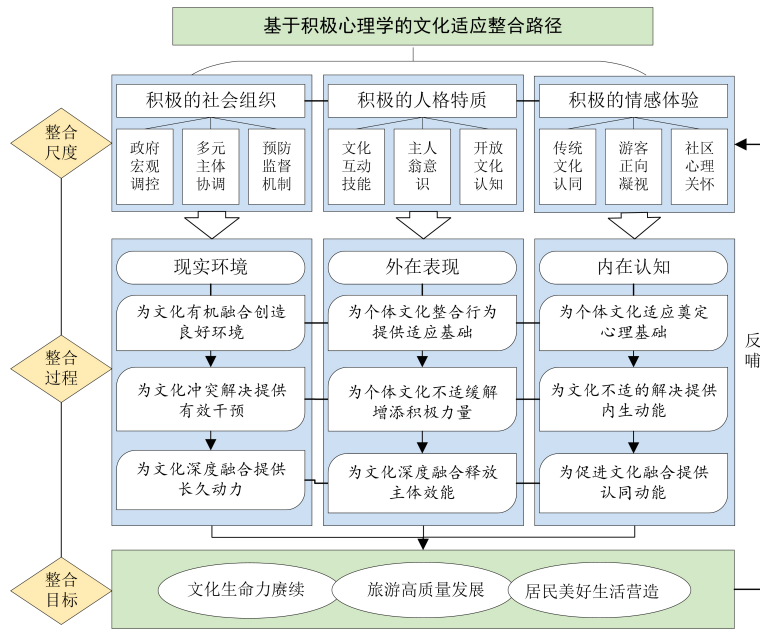 基于积极心理学的文化适应整合路径
整合
尺度
积极的社会组织
积极的人格特质
积极的情感体验
政府
宏观
调控
多元
主体
协调
预防
监督
机制
文化
互动
技能
主人
翁意
识
开放
文化
认知
传统
文化
认同
游客
正向
凝视
社区
心理
关怀
整合
过程
现实环境
外在表现
内在认知
为文化有机融合创造
良好环境
为个体文化整合行为
提供适应基础
为个体文化适应奠定
心理基础
为文化冲突解决提供
有效干预
为个体文化不适缓解
增添积极力量
为文化不适的解决提供
内生动能
为文化深度融合提供
长久动力
为文化深度融合释放
主体效能
为促进文化融合提供
认同动能
反
哺
整合
目标
文化生命力赓续
旅游高质量发展
居民美好生活营造